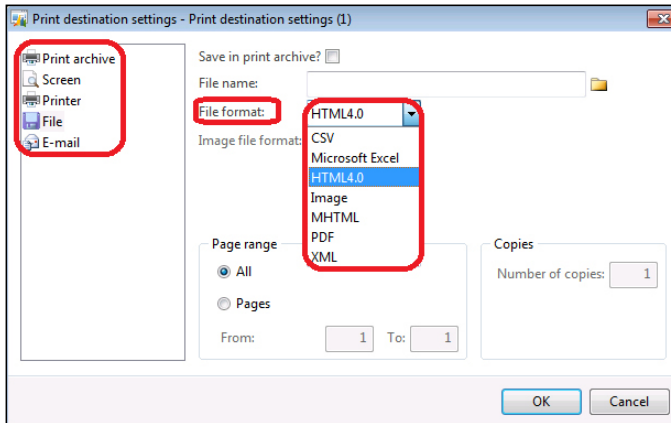 Print destination settings - Print destination settings (1)
Print archive
Screen
Printer
File
E-mail
Save in print archive?
File name:
File format:
HTML4.0
Image file format:
CSV
Microsoft Excel
HTML4.0
Image
MHTML
PDF
XML
Page range
All
Pages
From: 1 To: 1
Copies
Number of copies: 1
OK
Cancel